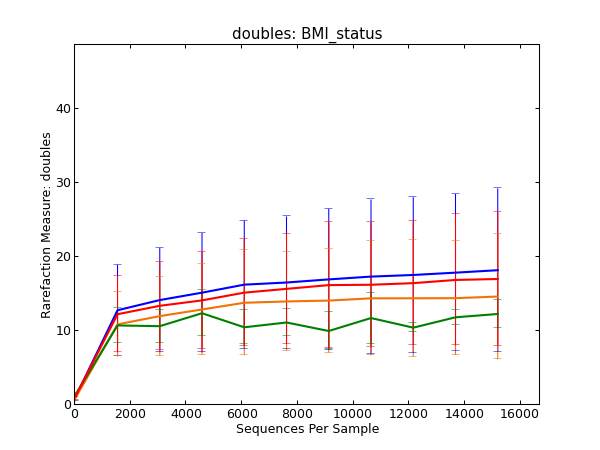 doubles: BMI_status
Rarefaction Measure: doubles
40
30
20
10
0
0 2000 4000 6000 8000 10000 12000 14000 16000
Sequences Per Sample